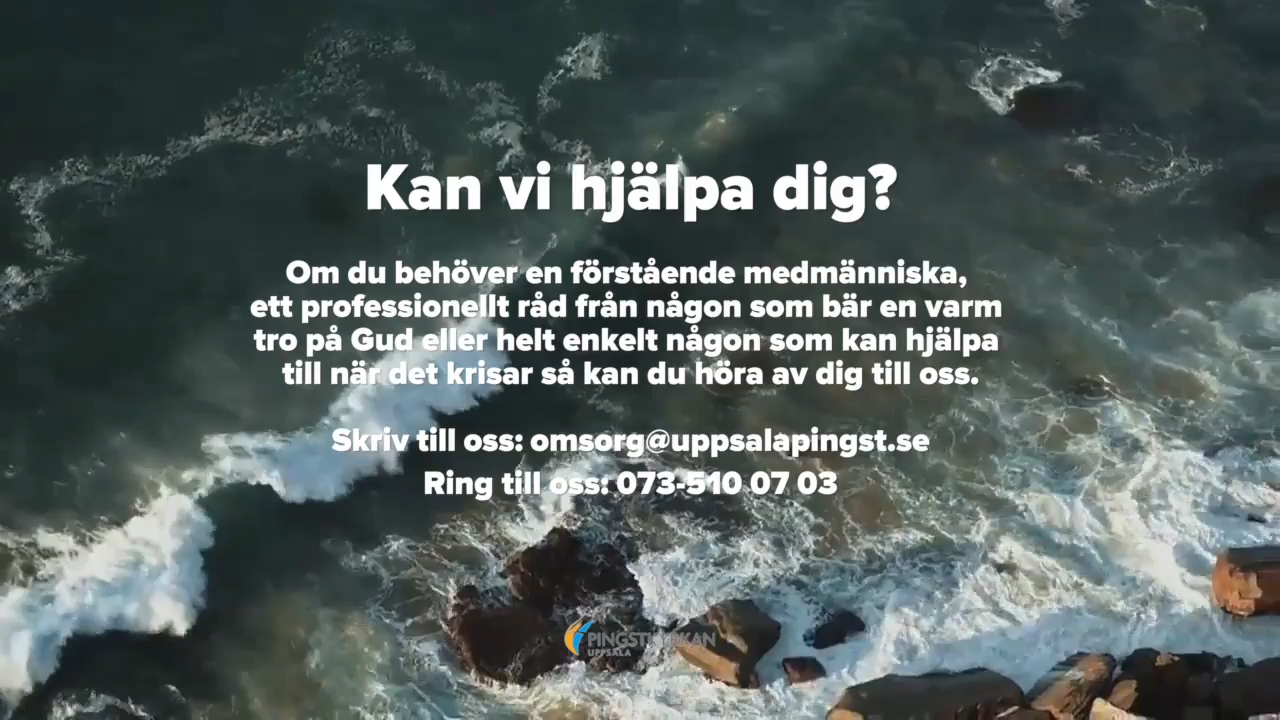 Kan vi hjälpa dig?
Om du behöver en förstående medmänniska,
ett professionellt råd från någon som bär en varm
tro på Gud eller helt enkelt någon som kan hjälpa
till när det krisar så kan du höra av dig till oss.
Skriv till oss: omsorg@uppsalapingst.se
Ring till oss: 073-510 07 03
PINGSTKYRKAN
UPPSALA